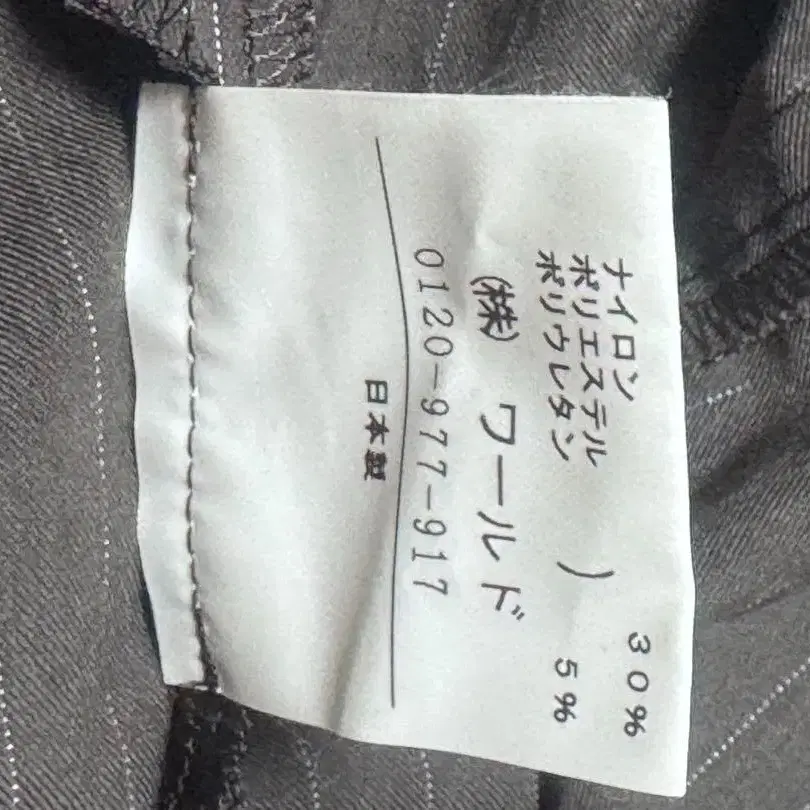 ナイロン 30%
ポリエステル )
ポリウレタン 5%
(株) ワールド
0120-977-917
日本製